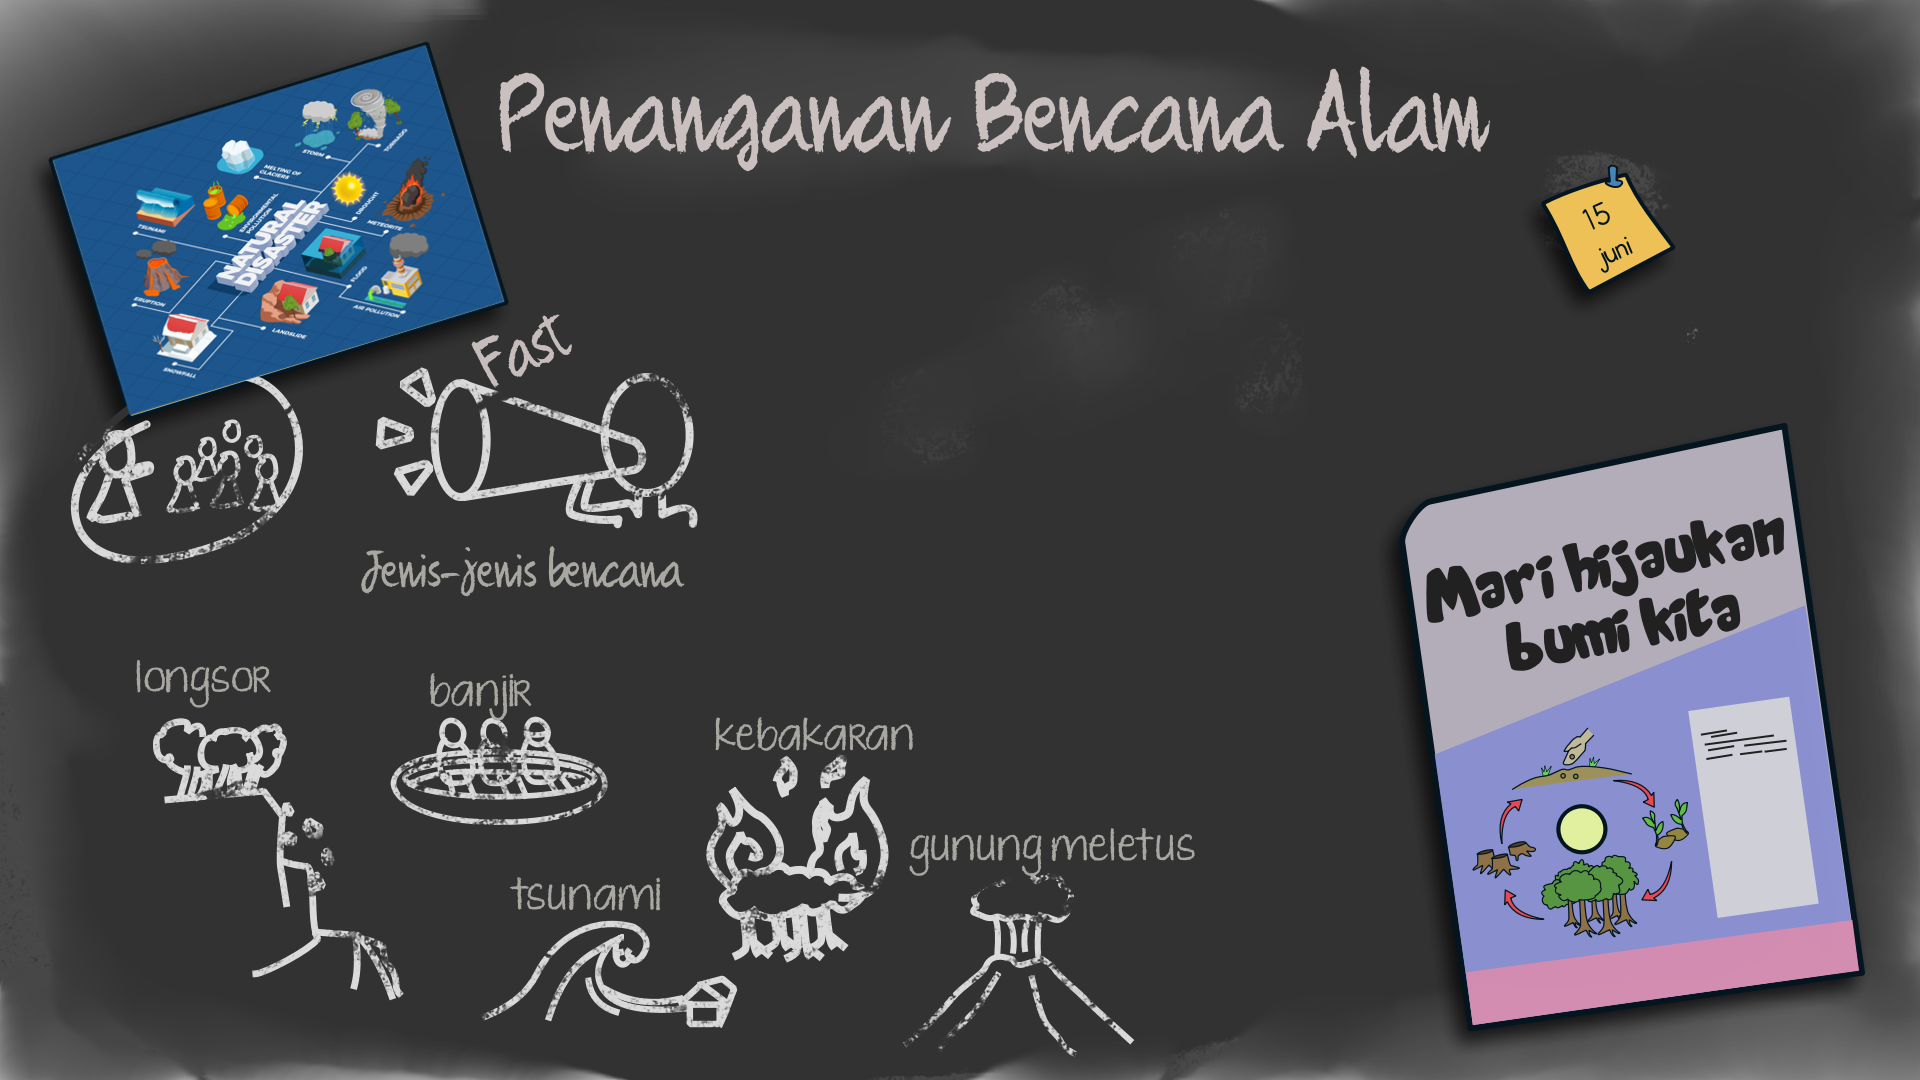 Penanganan Bencana Alam
STORM
TORNADO
MELTING OF
GLACIERS
ENVIRONMENTAL
POLLUTION
DROUGHT
METEORITE
TSUNAMI
NATURAL
DISASTER
FLOOD
ERUPTION
AIR POLLUTION
LANDSLIDE
SNOWFALL
15
juni
Fast
Jenis-jenis bencana
Mari hijaukan
bumi kita
longsor
banjir
kebakaran
gunung meletus
tsunami